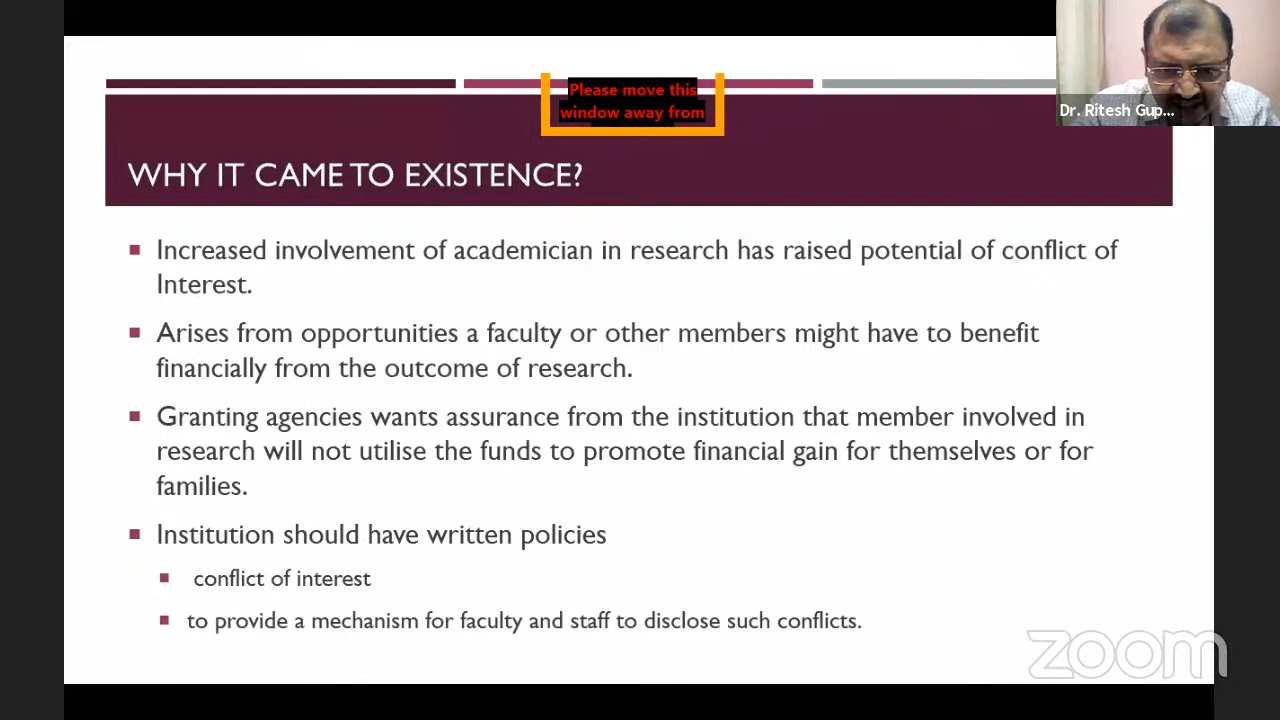 Please move this
window away from
Dr. Ritesh Gup...
WHY IT CAME TO EXISTENCE?
Increased involvement of academician in research has raised potential of conflict of
Interest.
Arises from opportunities a faculty or other members might have to benefit
financially from the outcome of research.
Granting agencies wants assurance from the institution that member involved in
research will not utilise the funds to promote financial gain for themselves or for
families.
Institution should have written policies
conflict of interest
to provide a mechanism for faculty and staff to disclose such conflicts.
zoom